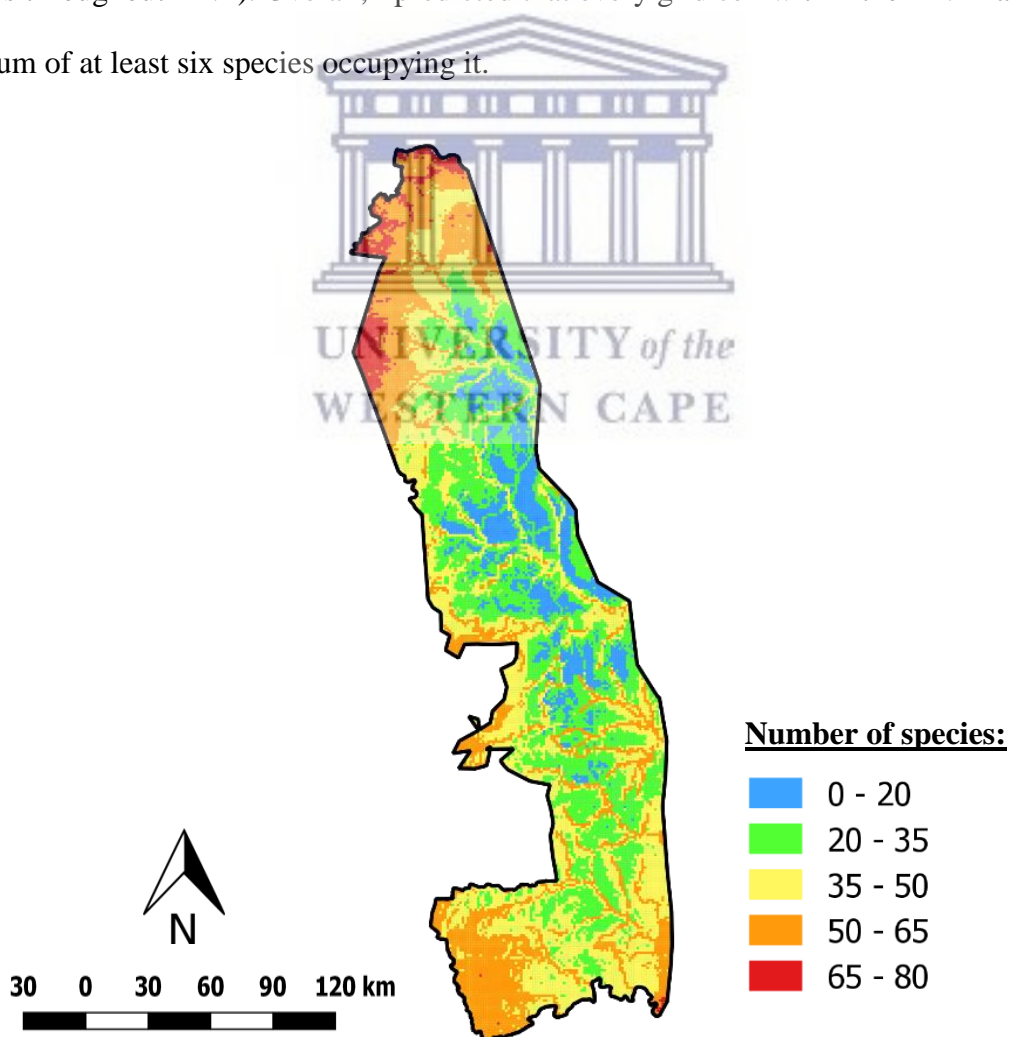 um of at least six species occupying it.
UNIVERSITY of the
WESTERN CAPE
Number of species:
0 - 20
20 - 35
35 - 50
50 - 65
65 - 80
N
30 0 30 60 90 120 km